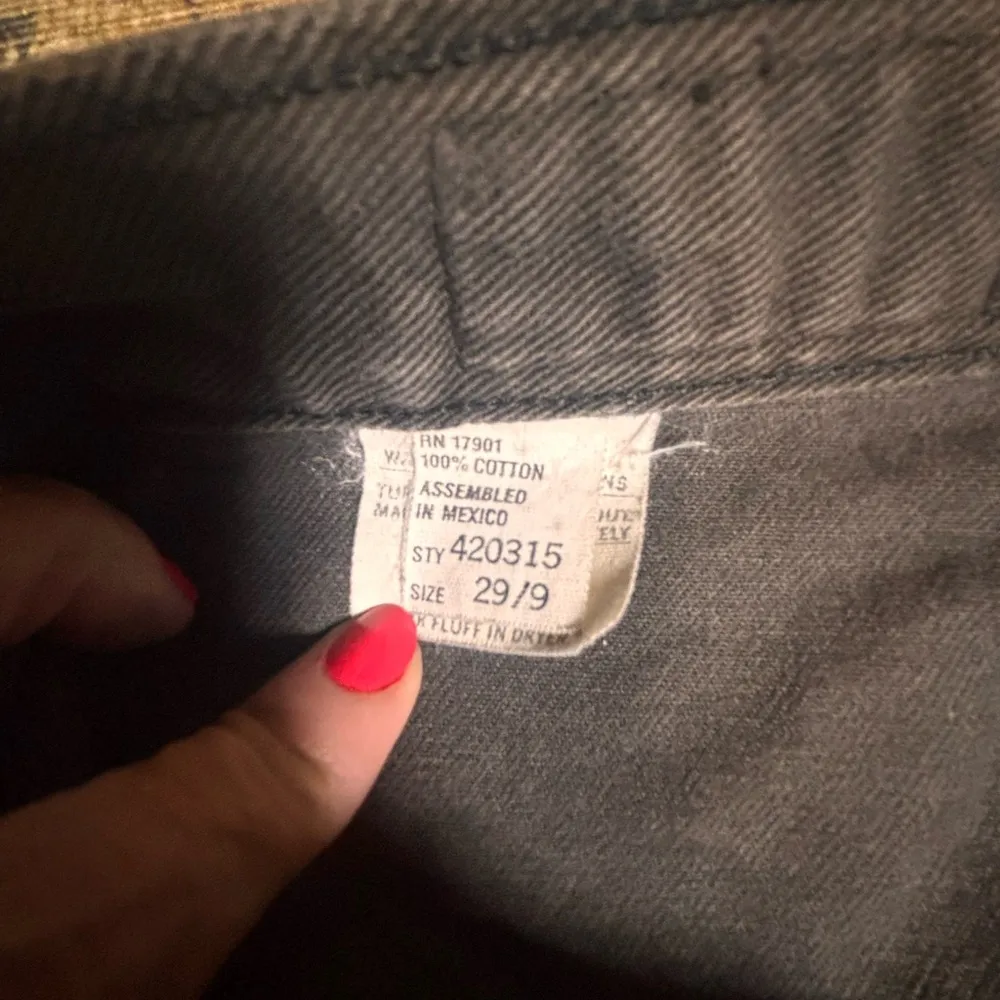 RN 17901
100% COTTON
ASSEMBLED
IN MEXICO
STY 420315
SIZE 29/9
FLUFF IN DRYER